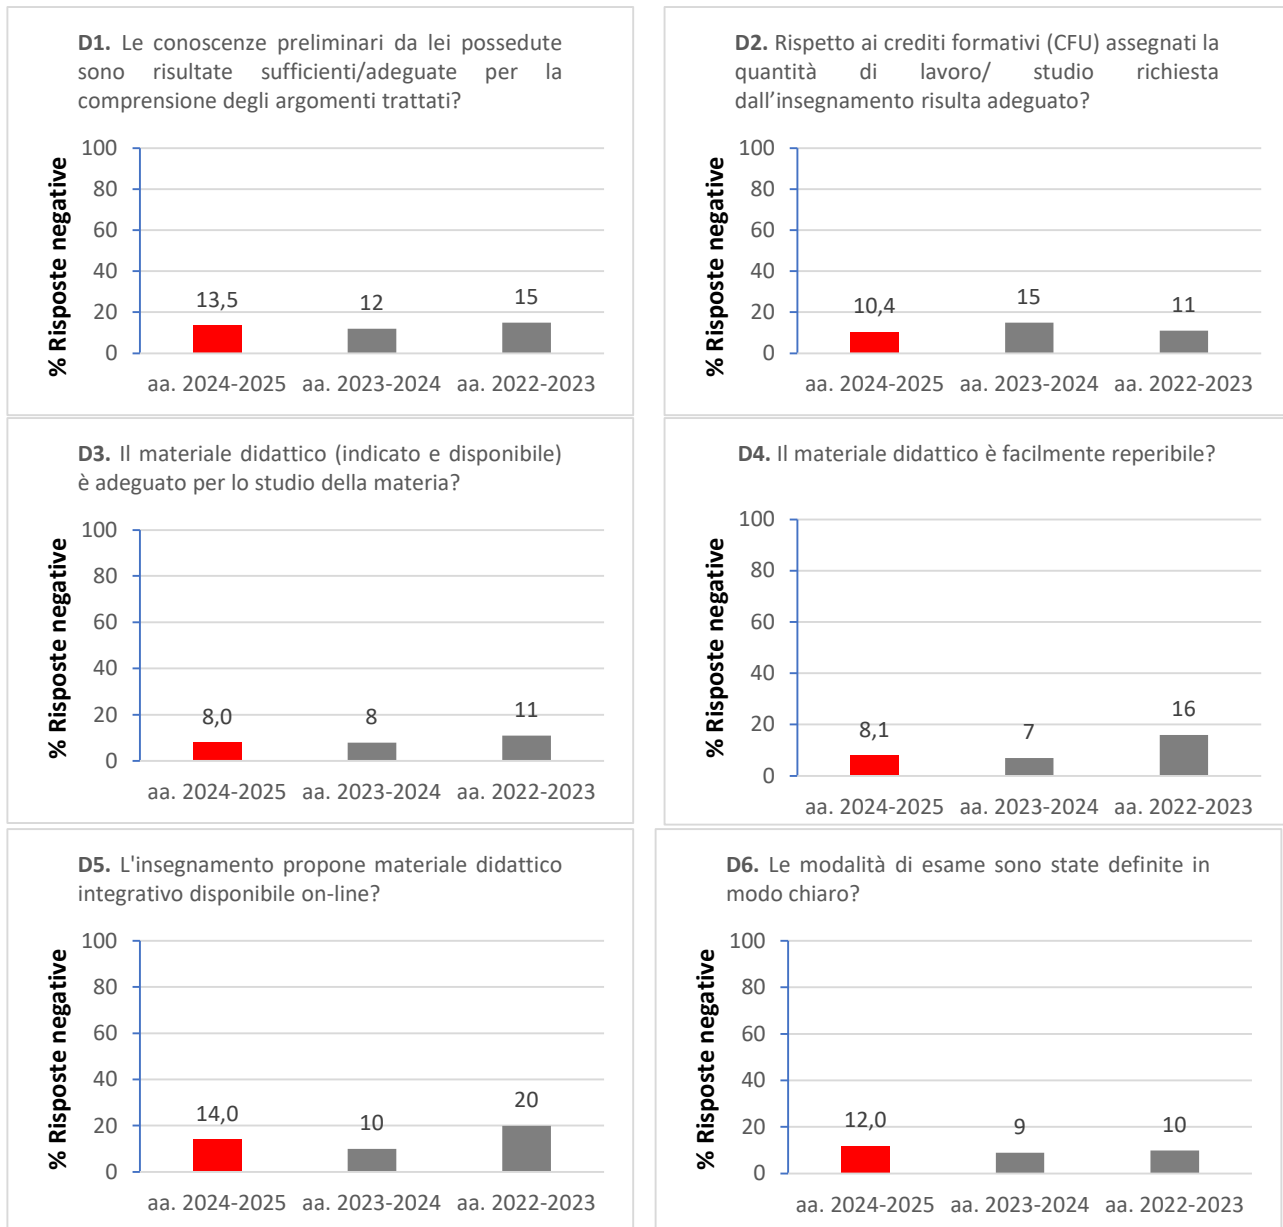 D1. Le conoscenze preliminari da lei possedute
sono risultate sufficienti/adeguate per la
comprensione degli argomenti trattati?
% Risposte negative
100
80
60
40
20
0
13,5
12
15
aa. 2024-2025 aa. 2023-2024 aa. 2022-2023
D2. Rispetto ai crediti formativi (CFU) assegnati la
quantità di lavoro/ studio richiesta
dall'insegnamento risulta adeguato?
% Risposte negative
100
80
60
40
20
0
10,4
15
11
aa. 2024-2025 aa. 2023-2024 aa. 2022-2023
D3. Il materiale didattico (indicato e disponibile)
è adeguato per lo studio della materia?
% Risposte negative
100
80
60
40
20
0
8,0
8
11
aa. 2024-2025 aa. 2023-2024 aa. 2022-2023
D4. Il materiale didattico è facilmente reperibile?
% Risposte negative
100
80
60
40
20
0
8,1
7
16
aa. 2024-2025 aa. 2023-2024 aa. 2022-2023
D5. L'insegnamento propone materiale didattico
integrativo disponibile on-line?
% Risposte negative
100
80
60
40
20
0
14,0
10
20
aa. 2024-2025 aa. 2023-2024 aa. 2022-2023
D6. Le modalità di esame sono state definite in
modo chiaro?
% Risposte negative
100
80
60
40
20
0
12,0
9
10
aa. 2024-2025 aa. 2023-2024 aa. 2022-2023